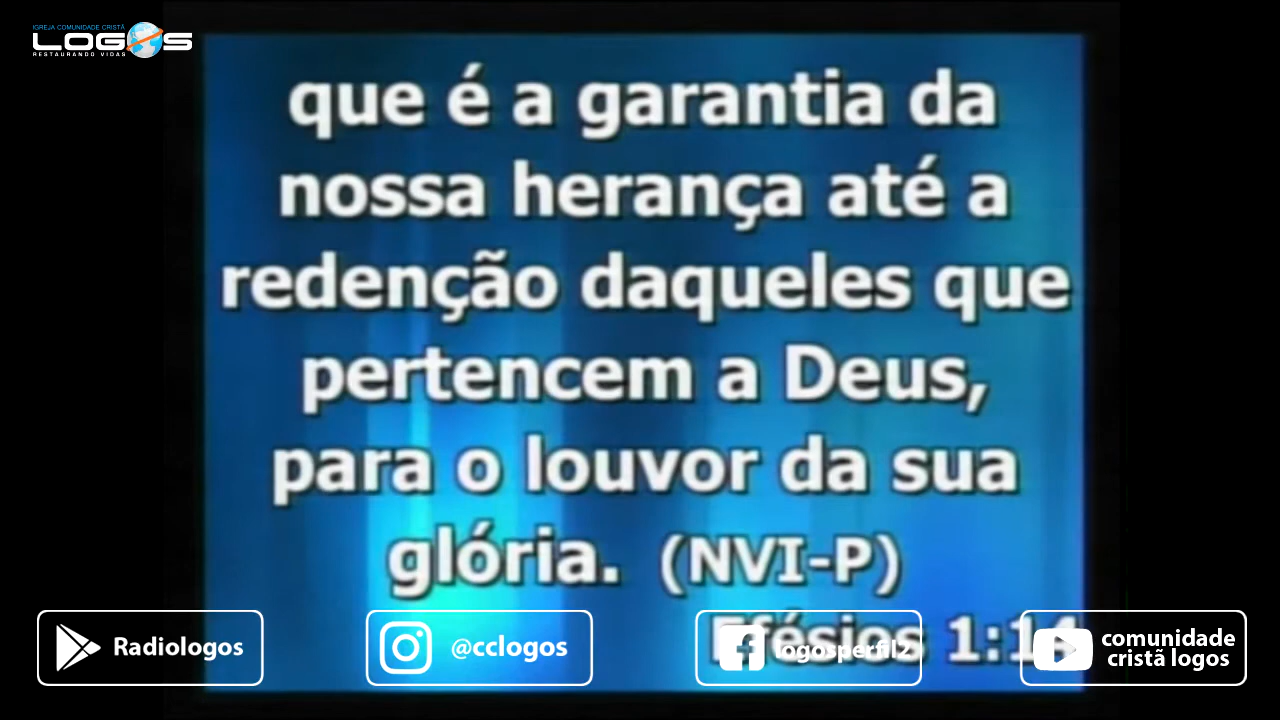 IGREJA COMUNIDADE CRISTÃ
LOGOS
RESTAURANDO VIDAS
que é a garantia da
nossa herança até a
redenção daqueles que
pertencem a Deus,
para o louvor da sua
glória. (NVI-P)
Efésios 1:14
Radiologos
@cclogos
logosperfil2
comunidade
cristã logos